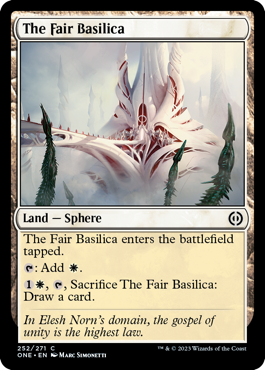 The Fair Basilica
Land — Sphere
The Fair Basilica enters the battlefield
tapped.
: Add .
1 , , Sacrifice The Fair Basilica:
Draw a card.
In Elesh Norn's domain, the gospel of
unity is the highest law.
252/271 C
ONE • EN Marc Simonetti
™ & © 2023 Wizards of the Coast